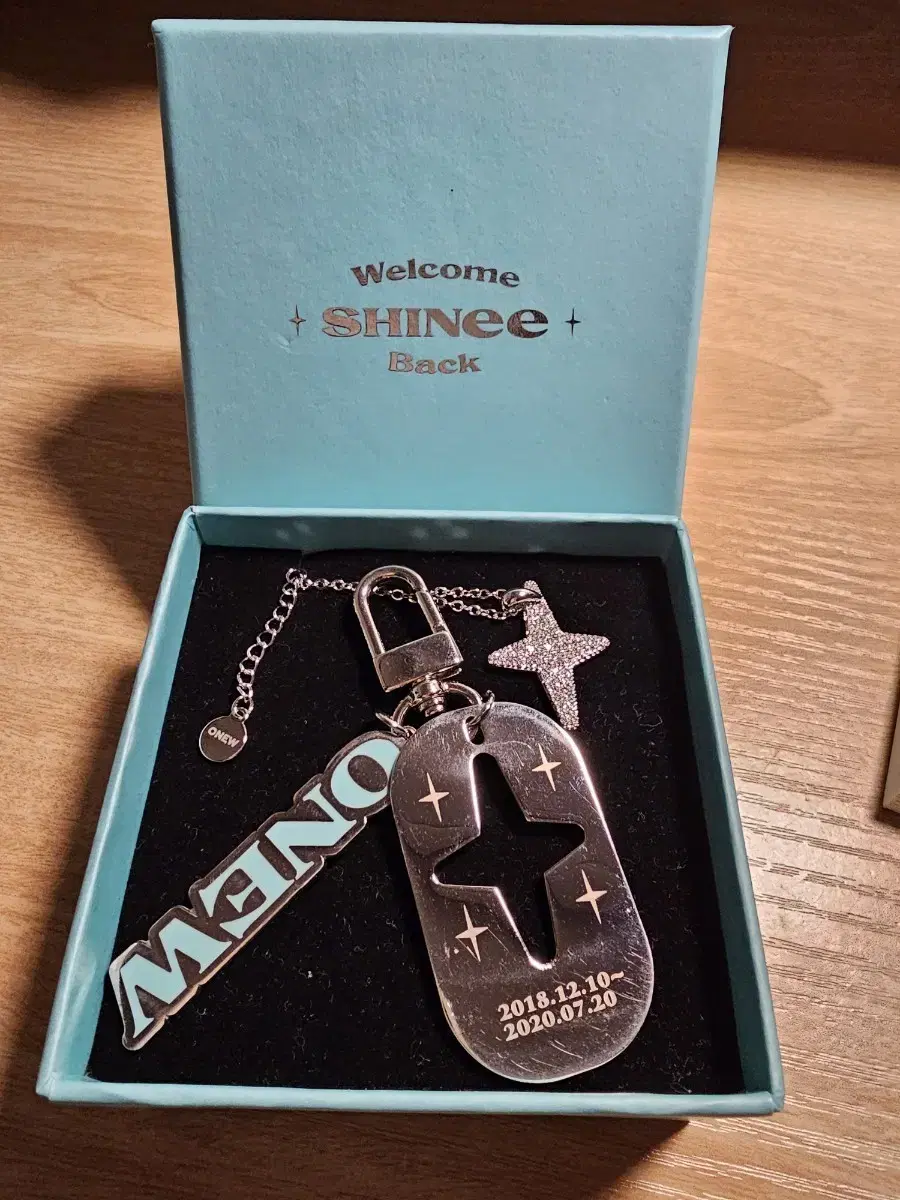 Welcome
SHINee
Back
ONEW
ONEW
2018.12.10~
2020.07.20